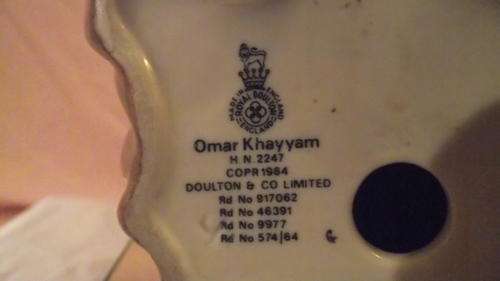 MADE IN ENGLAND
ROYAL DOULTON
ENGLAND
Omar Khayyam
H N 2247
COPR 1964
DOULTON & CO LIMITED
Rd No 917062
Rd No 46391
Rd No 9977
Rd No 574/64
G